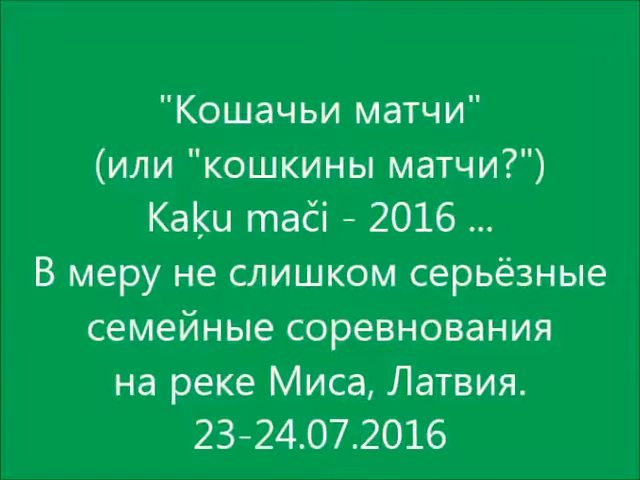 "Кошачьи матчи"
(или "кошкины матчи?")
Kaķu mači - 2016 ...
В меру не слишком серьёзные
семейные соревнования
на реке Миса, Латвия.
23-24.07.2016